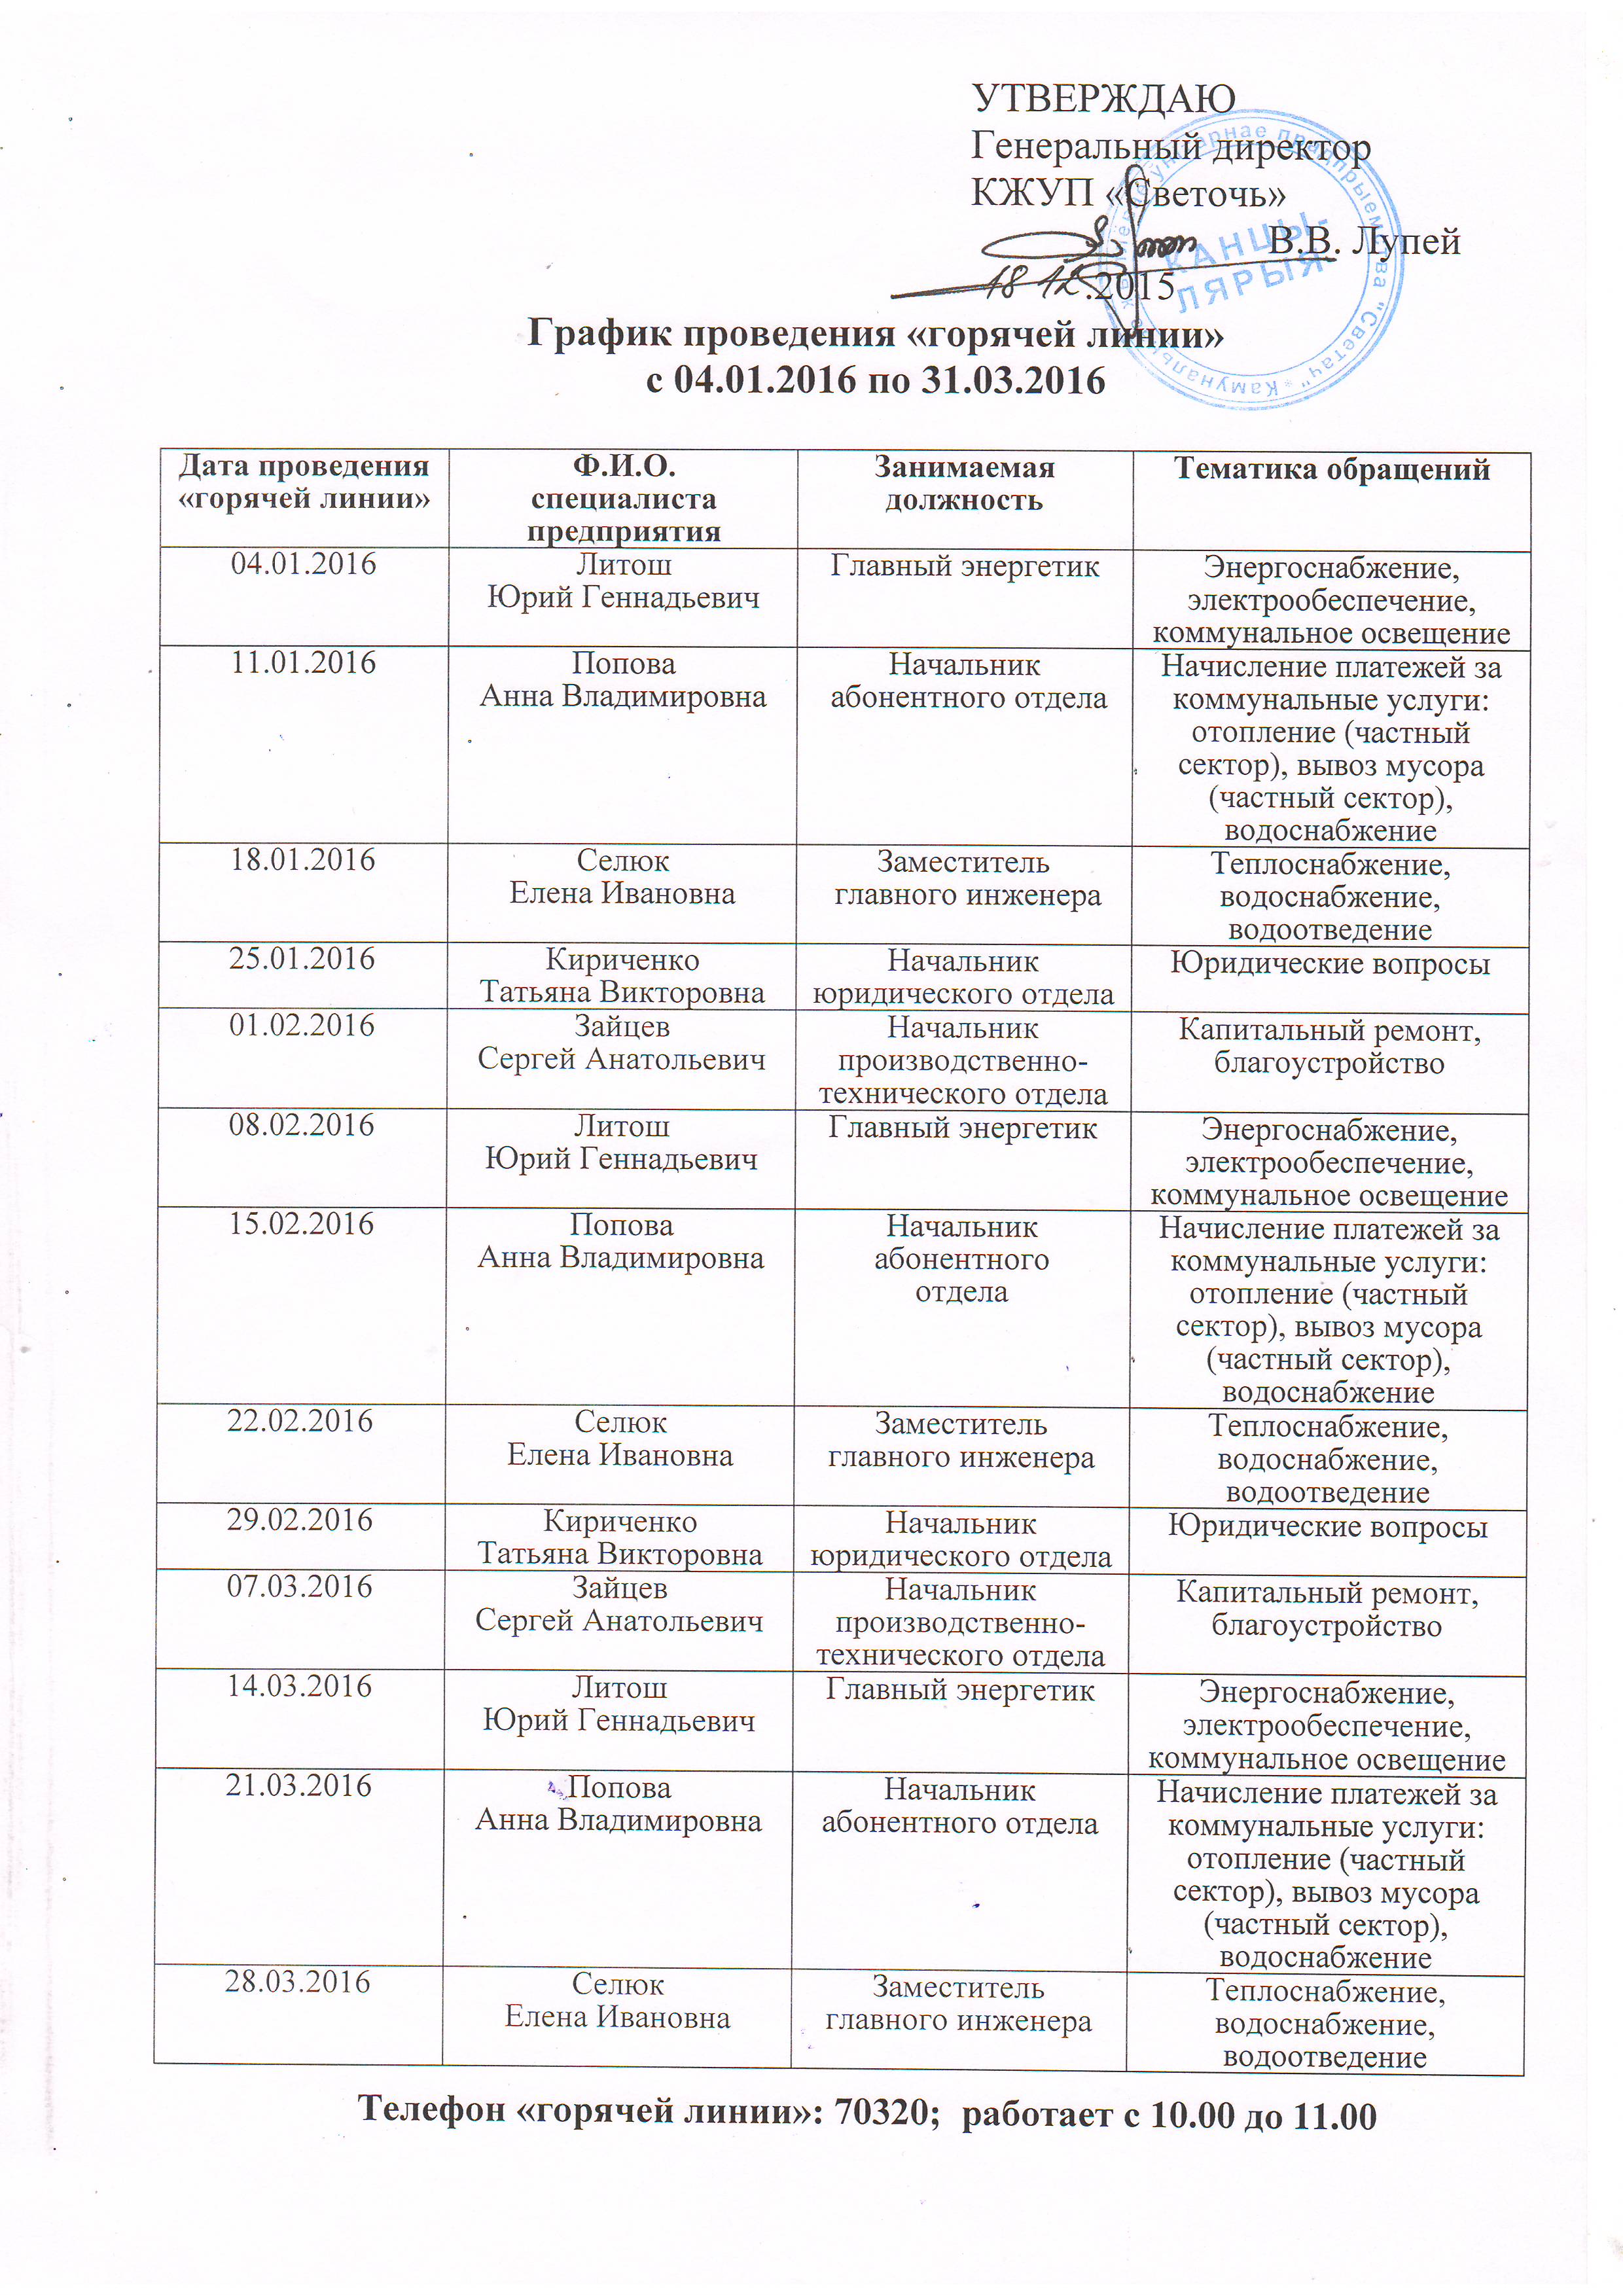 УТВЕРЖДАЮ
Генеральный директор
КЖУП «Светочь»
В.В. Лупей
18 12.2015
КАНЦЫ-
ЛЯРЫЯ
График проведения «горячей линии»
с 04.01.2016 по 31.03.2016
Дата проведения «горячей линии» Ф.И.О. специалиста предприятия Занимаемая должность Тематика обращений
04.01.2016 Литош Главный энергетик Энергоснабжение,
Юрий Геннадьевич электрообеспечение,
коммунальное освещение
11.01.2016 Попова Начальник Начисление платежей за
Анна Владимировна абонентного отдела коммунальные услуги:
отопление (частный
сектор), вывоз мусора
(частный сектор),
водоснабжение
18.01.2016 Селюк Заместитель Теплоснабжение,
Елена Ивановна главного инженера водоснабжение,
водоотведение
25.01.2016 Кириченко Начальник Юридические вопросы
Татьяна Викторовна юридического отдела
01.02.2016 Зайцев Начальник Капитальный ремонт,
Сергей Анатольевич производственно- благоустройство
технического отдела
08.02.2016 Литош Главный энергетик Энергоснабжение,
Юрий Геннадьевич электрообеспечение,
коммунальное освещение
15.02.2016 Попова Начальник Начисление платежей за
Анна Владимировна абонентного коммунальные услуги:
отдела отопление (частный
сектор), вывоз мусора
(частный сектор),
водоснабжение
22.02.2016 Селюк Заместитель Теплоснабжение,
Елена Ивановна главного инженера водоснабжение,
водоотведение
29.02.2016 Кириченко Начальник Юридические вопросы
Татьяна Викторовна юридического отдела
07.03.2016 Зайцев Начальник Капитальный ремонт,
Сергей Анатольевич производственно- благоустройство
технического отдела
14.03.2016 Литош Главный энергетик Энергоснабжение,
Юрий Геннадьевич электрообеспечение,
коммунальное освещение
21.03.2016 Попова Начальник Начисление платежей за
Анна Владимировна абонентного отдела коммунальные услуги:
отопление (частный
сектор), вывоз мусора
(частный сектор),
водоснабжение
28.03.2016 Селюк Заместитель Теплоснабжение,
Елена Ивановна главного инженера водоснабжение,
водоотведение
Телефон «горячей линии»: 70320; работает с 10.00 до 11.00